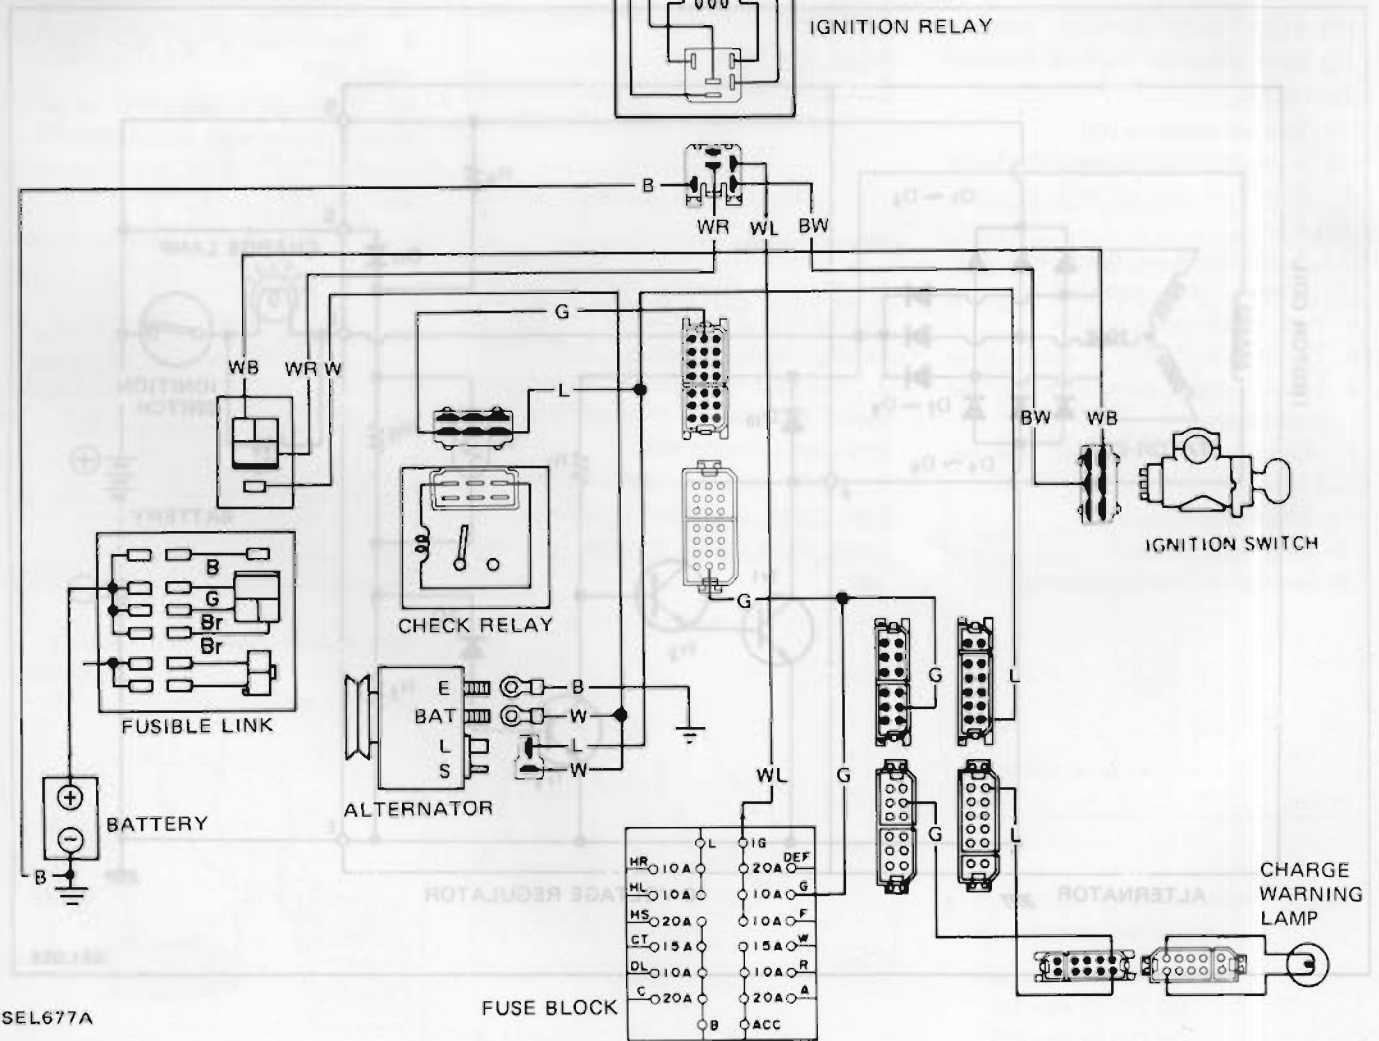 IGNITION RELAY
B
WR
WL
BW
G
WB
WR
W
L
BW
WB
IGNITION SWITCH
B
G
Br
Br
FUSIBLE LINK
CHECK RELAY
G
G
L
E
BAT
L
S
B
W
L
W
ALTERNATOR
BATTERY
B
WL
G
G
L
L
IG
HR
10A
20A
DEF
HL
10A
10A
G
HS
20A
10A
F
CT
15A
15A
W
DL
10A
10A
R
C
20A
20A
A
B
ACC
FUSE BLOCK
CHARGE
WARNING
LAMP
SEL677A